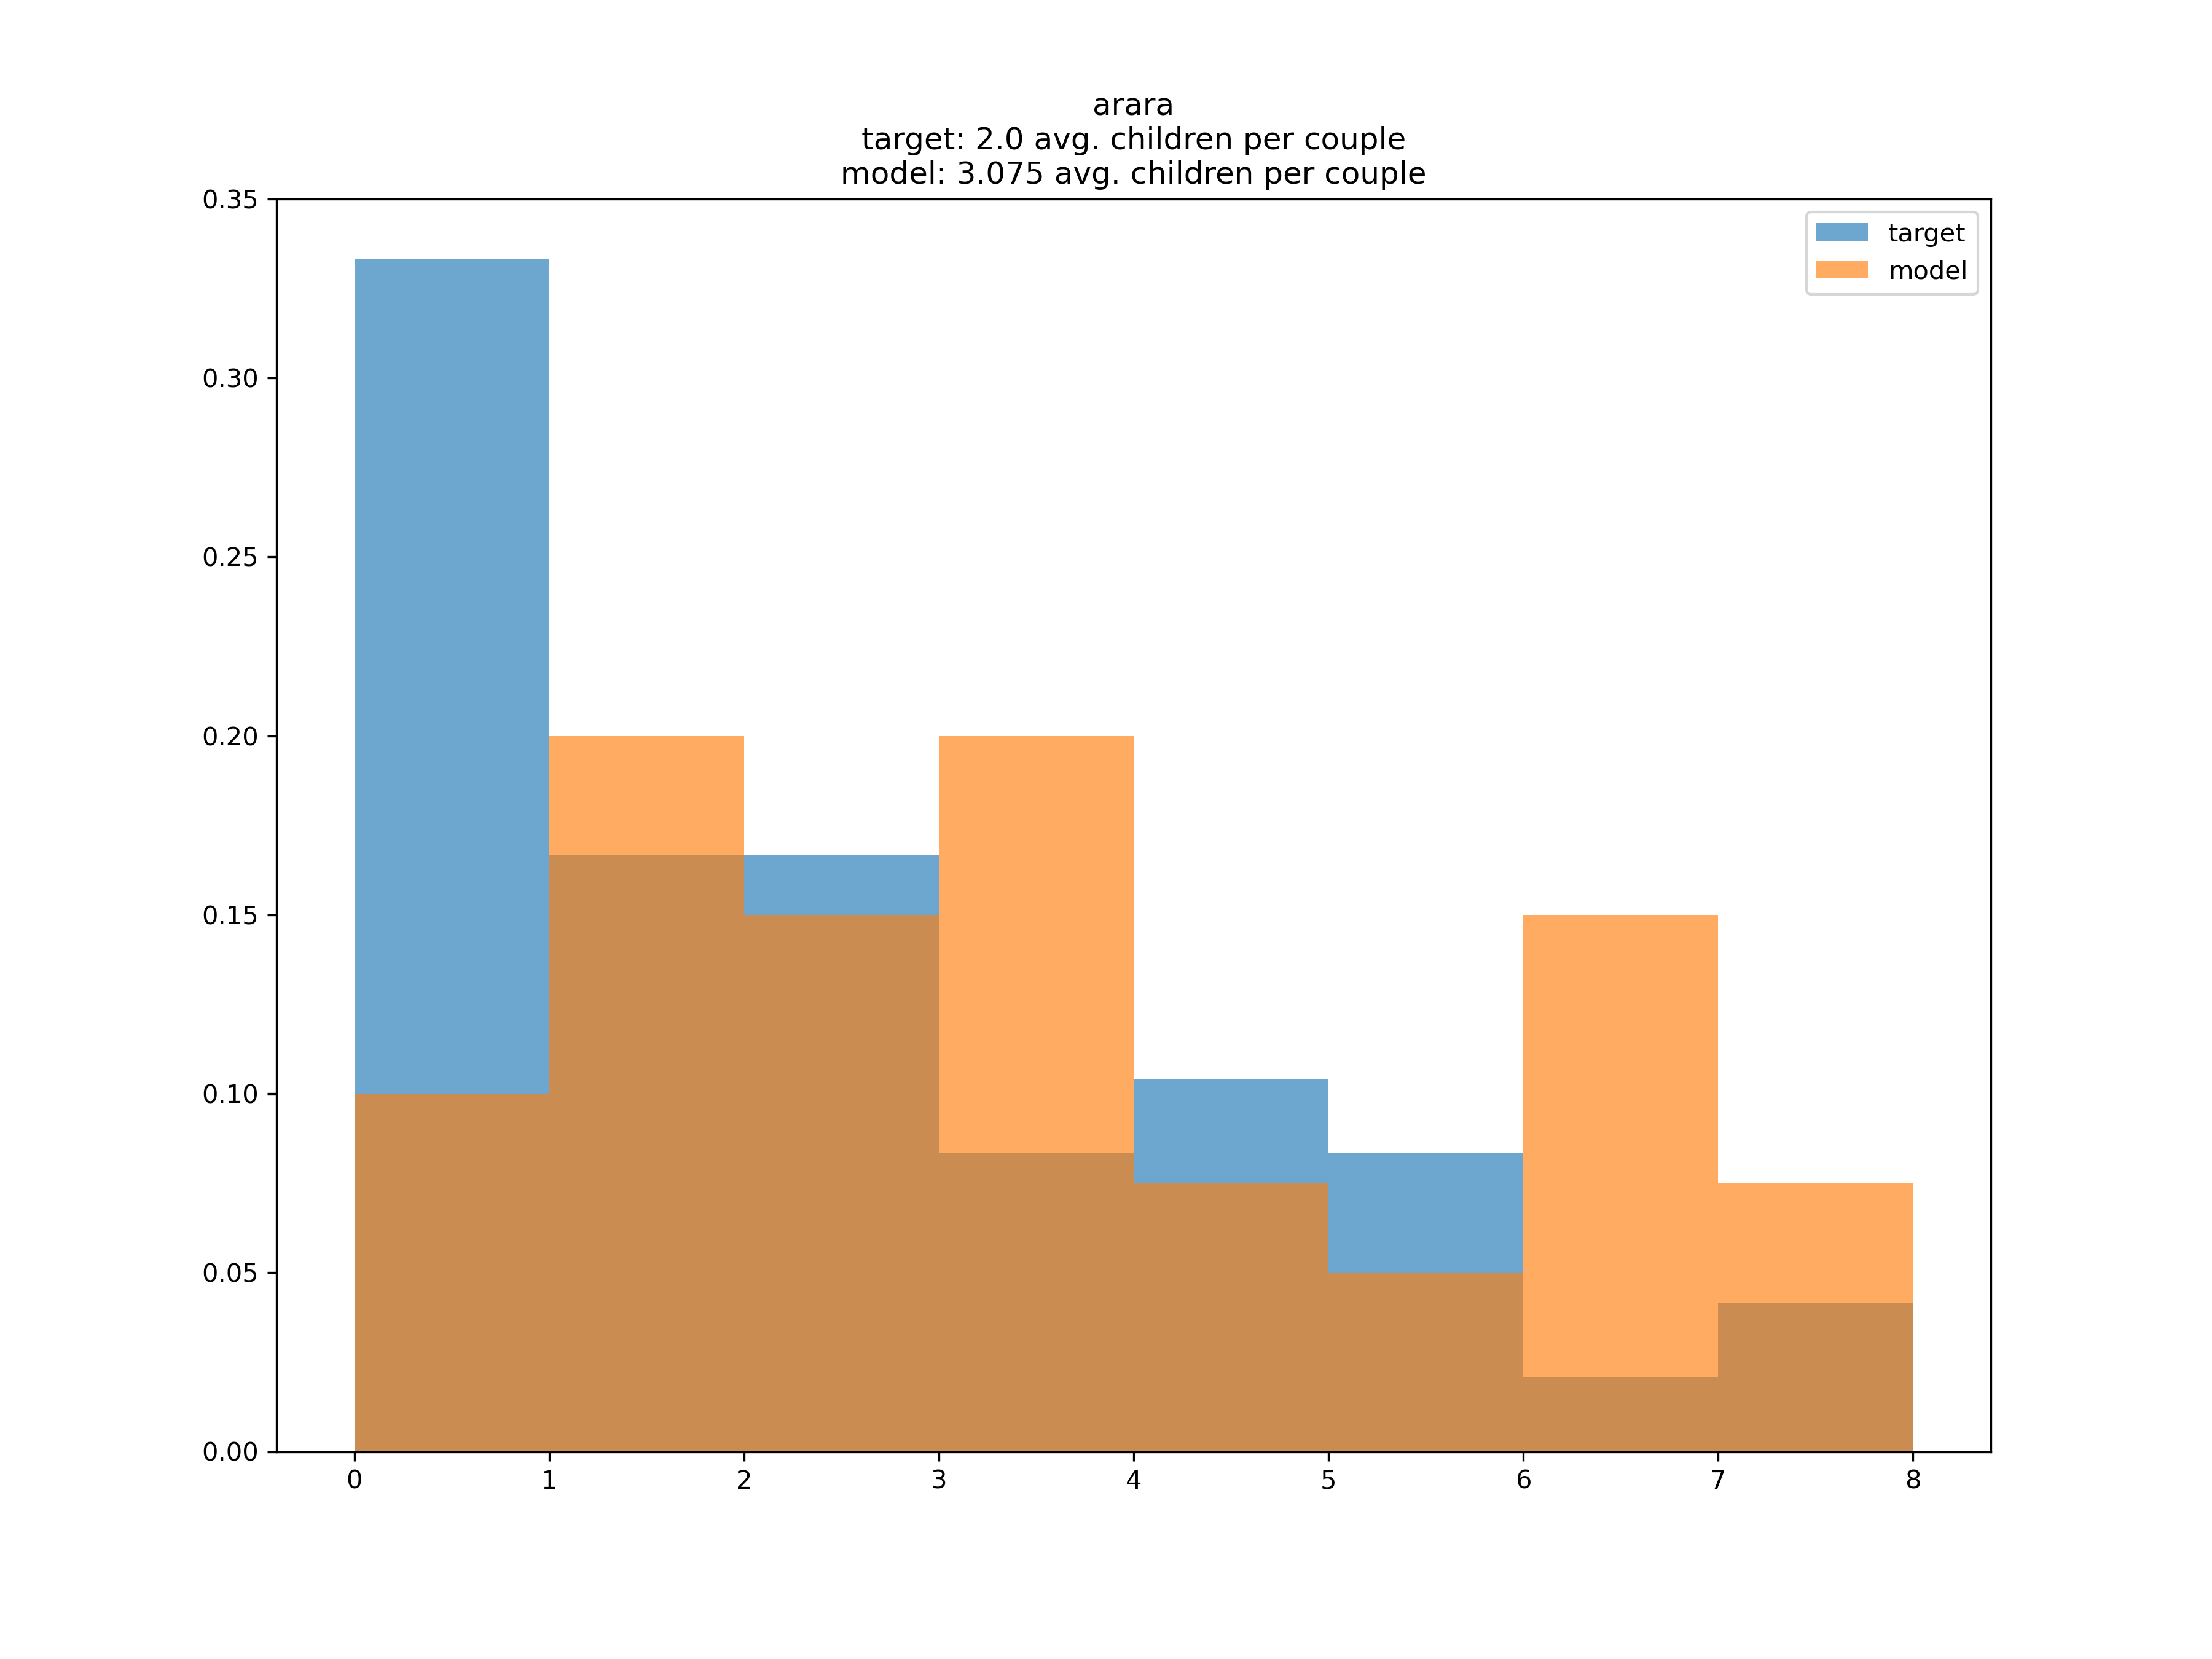 arara
target: 2.0 avg. children per couple
model: 3.075 avg. children per couple
target
model
0.35
0.30
0.25
0.20
0.15
0.10
0.05
0.00
0 1 2 3 4 5 6 7 8